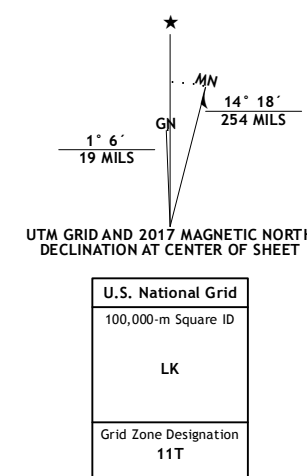 ★
MN
GN
1° 6´
19 MILS
14° 18´
254 MILS
UTM GRID AND 2017 MAGNETIC NORTH
DECLINATION AT CENTER OF SHEET
U.S. National Grid
100,000-m Square ID
LK
Grid Zone Designation
11T